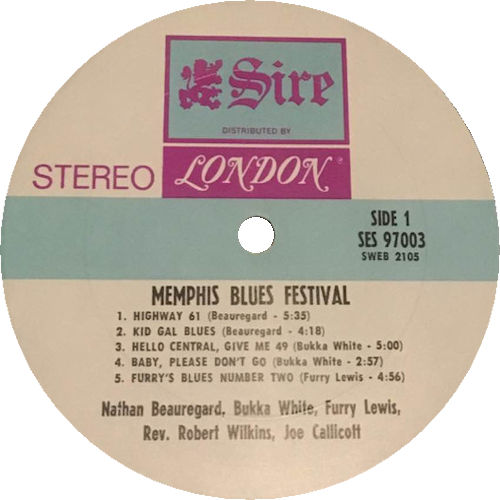 Sire
DISTRIBUTED BY
STEREO LONDON®
SIDE 1
SES 97003
SWEB 2105
MEMPHIS BLUES FESTIVAL
1. HIGHWAY 61 (Beauregard - 5:35)
2. KID GAL BLUES (Beauregard - 4:18)
3. HELLO CENTRAL, GIVE ME 49 (Bukka White - 5:00)
4. BABY, PLEASE DON'T GO (Bukka White - 2:57)
5. FURRY'S BLUES NUMBER TWO (Furry Lewis - 4:56)
Nathan Beauregard, Bukka White, Furry Lewis,
Rev. Robert Wilkins, Joe Callicott